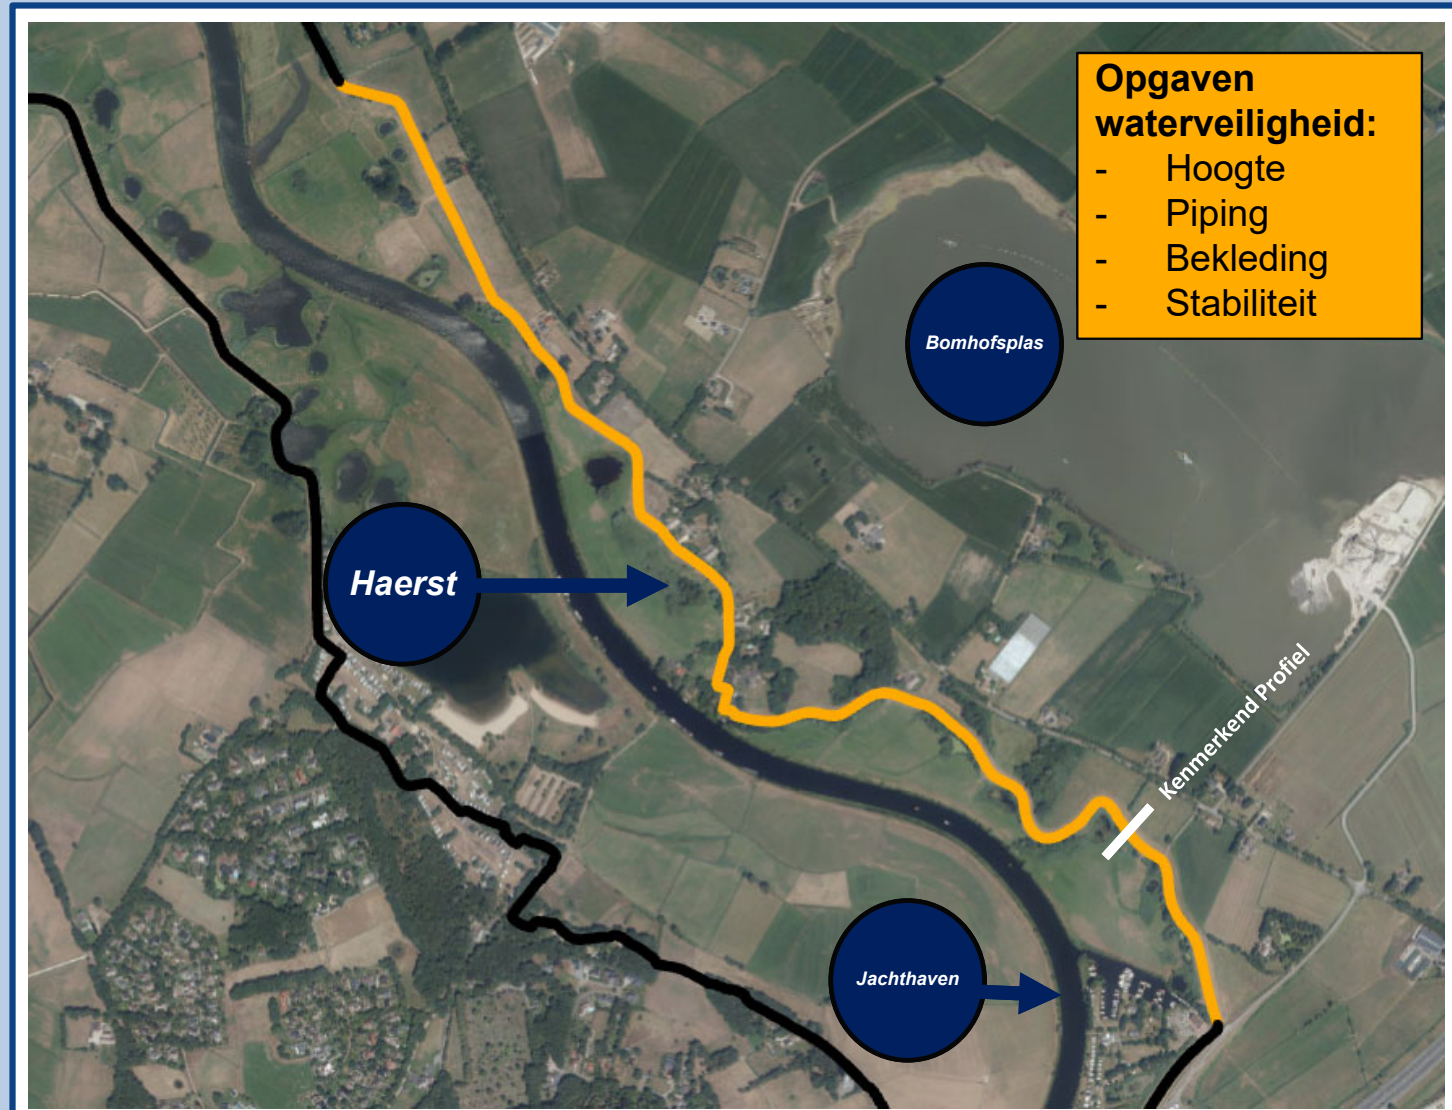 Opgaven
waterveiligheid:
- Hoogte
- Piping
- Bekleding
- Stabiliteit
Bomhofsplas
Haerst
Kenmerkend Profiel
Jachthaven